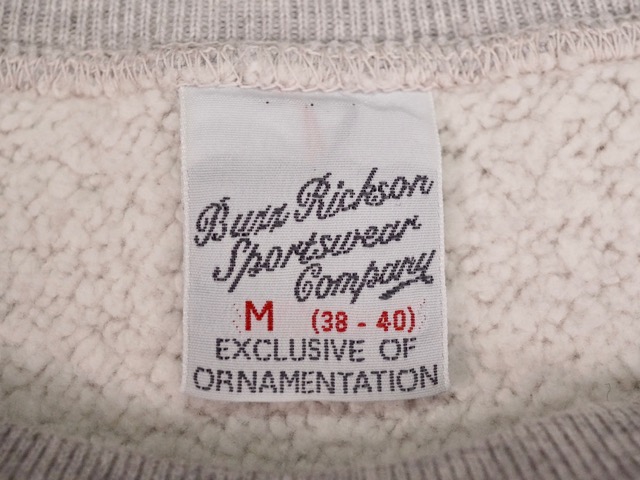 Buzz Rickson
Sportswear
Company
M (38 - 40)
EXCLUSIVE OF
ORNAMENTATION